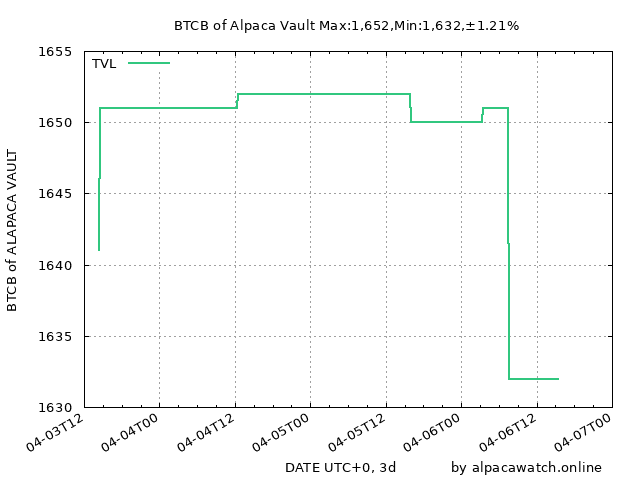 BTCB of Alpaca Vault Max:1,652,Min:1,632,±1.21%
TVL
1655
1650
1645
1640
1635
1630
BTCB of ALAPACA VAULT
04-03T12
04-04T00
04-04T12
04-05T00
04-05T12
04-06T00
04-06T12
04-07T00
DATE UTC+0, 3d
by alpacawatch.online